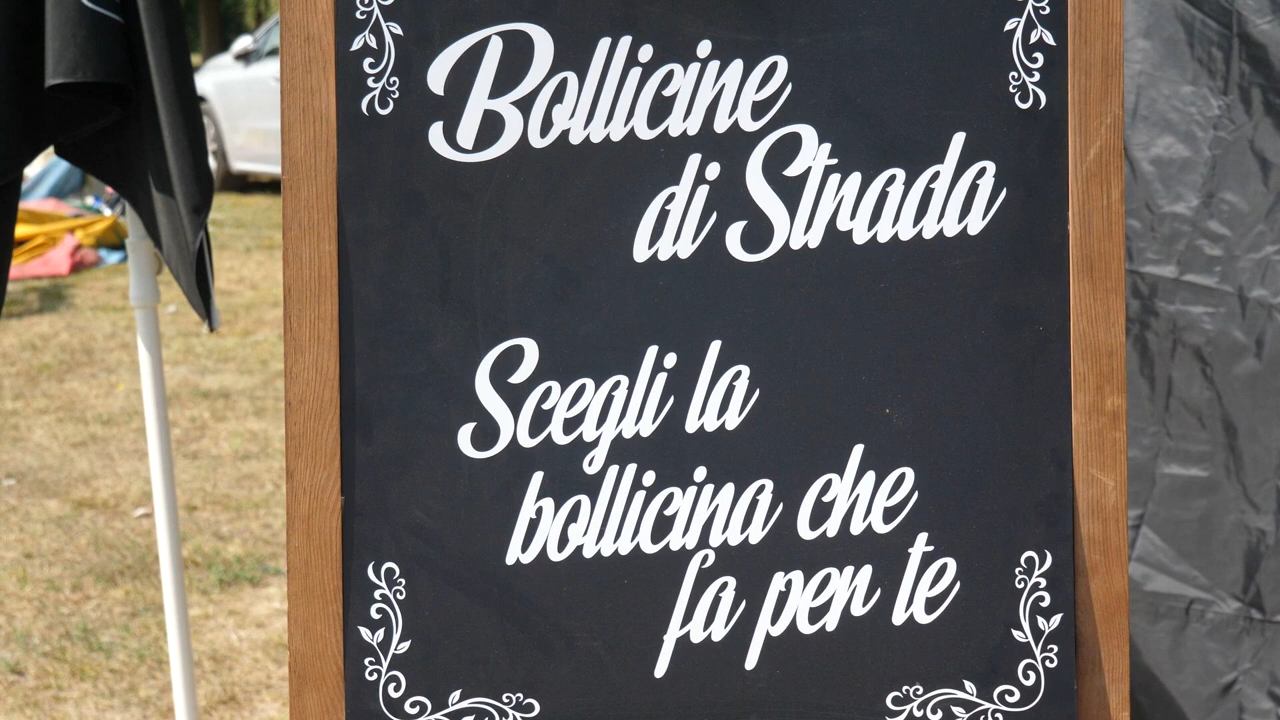 Bollicine
di Strada
Scegli la
bollicina che
fa per te